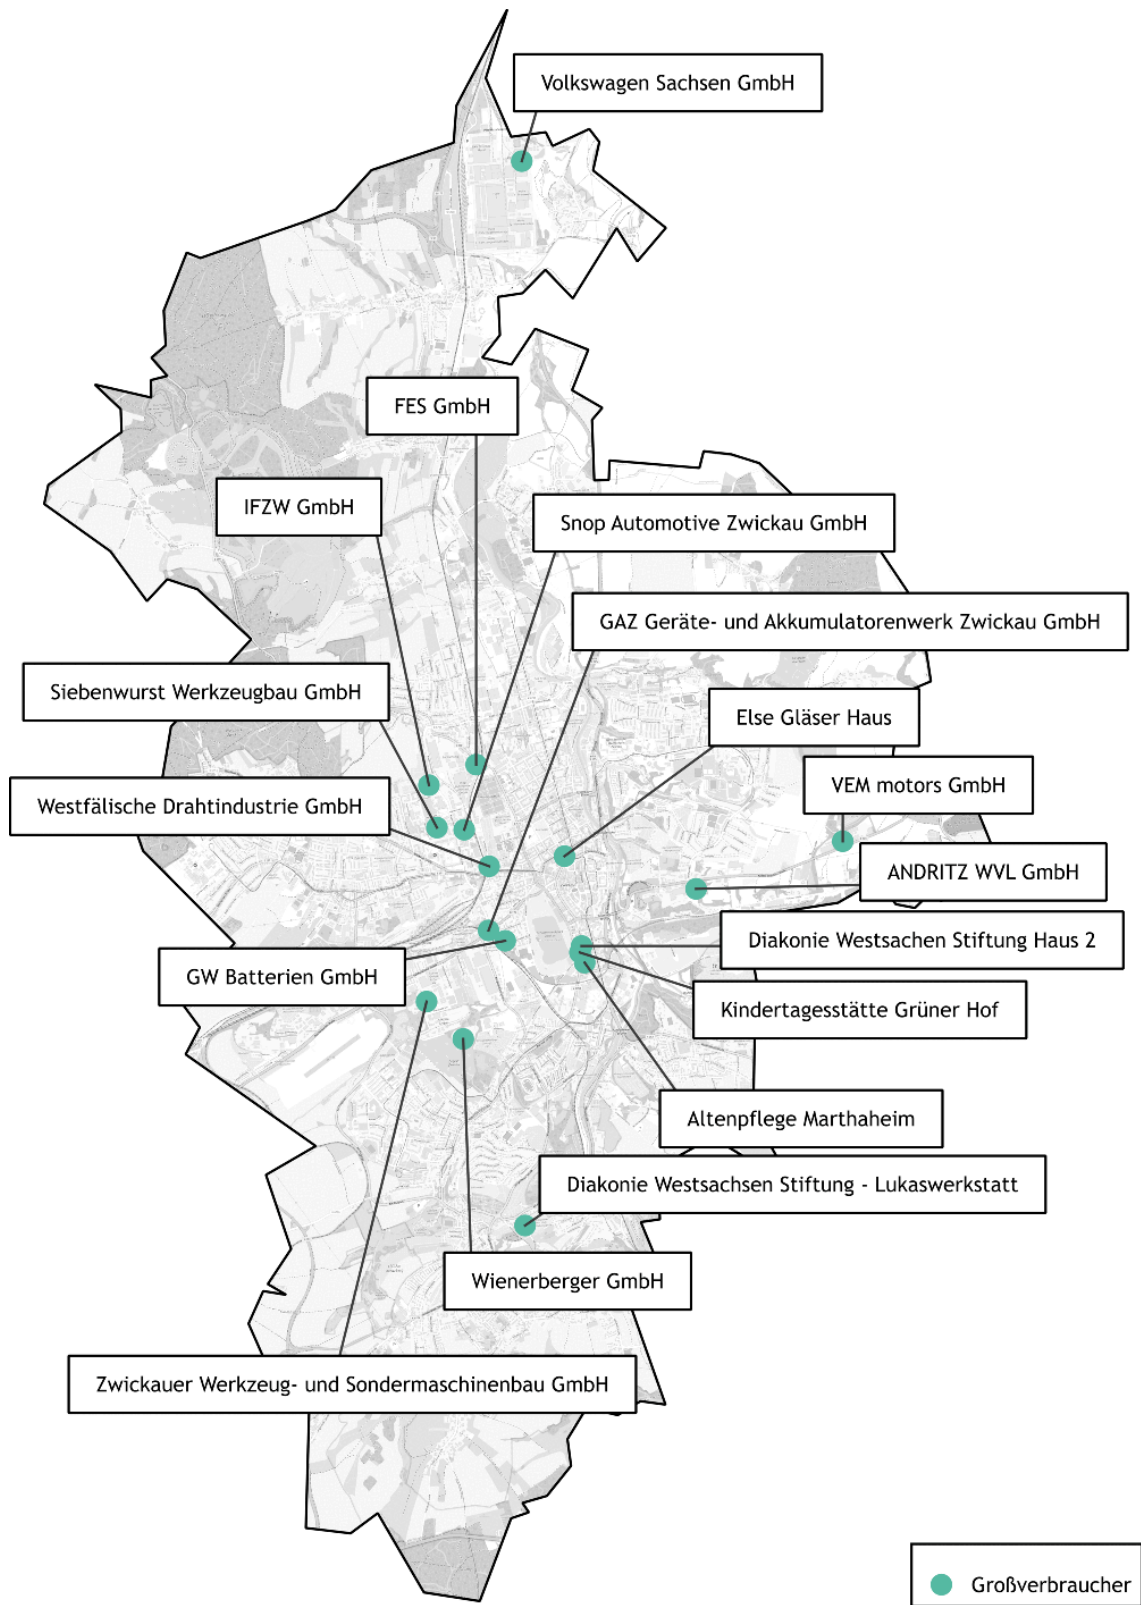 Volkswagen Sachsen GmbH
FES GmbH
IFZW GmbH
Snop Automotive Zwickau GmbH
GAZ Geräte- und Akkumulatorenwerk Zwickau GmbH
Siebenwurst Werkzeugbau GmbH
Else Gläser Haus
VEM motors GmbH
Westfälische Drahtindustrie GmbH
ANDRITZ WVL GmbH
Diakonie Westsachen Stiftung Haus 2
GW Batterien GmbH
Kindertagesstätte Grüner Hof
Altenpflege Marthaheim
Diakonie Westsachsen Stiftung - Lukaswerkstatt
Wienerberger GmbH
Zwickauer Werkzeug- und Sondermaschinenbau GmbH
Großverbraucher